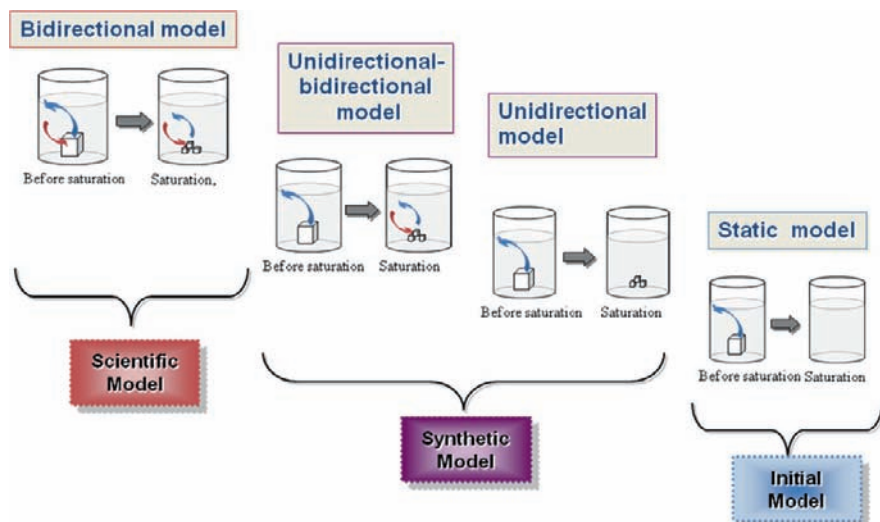 Bidirectional model
Before saturation
Saturation.
Unidirectional-
bidirectional
model
Before saturation
Saturation
Unidirectional
model
Before saturation
Saturation
Static model
Before saturation
Saturation
Scientific
Model
Synthetic
Model
Initial
Model